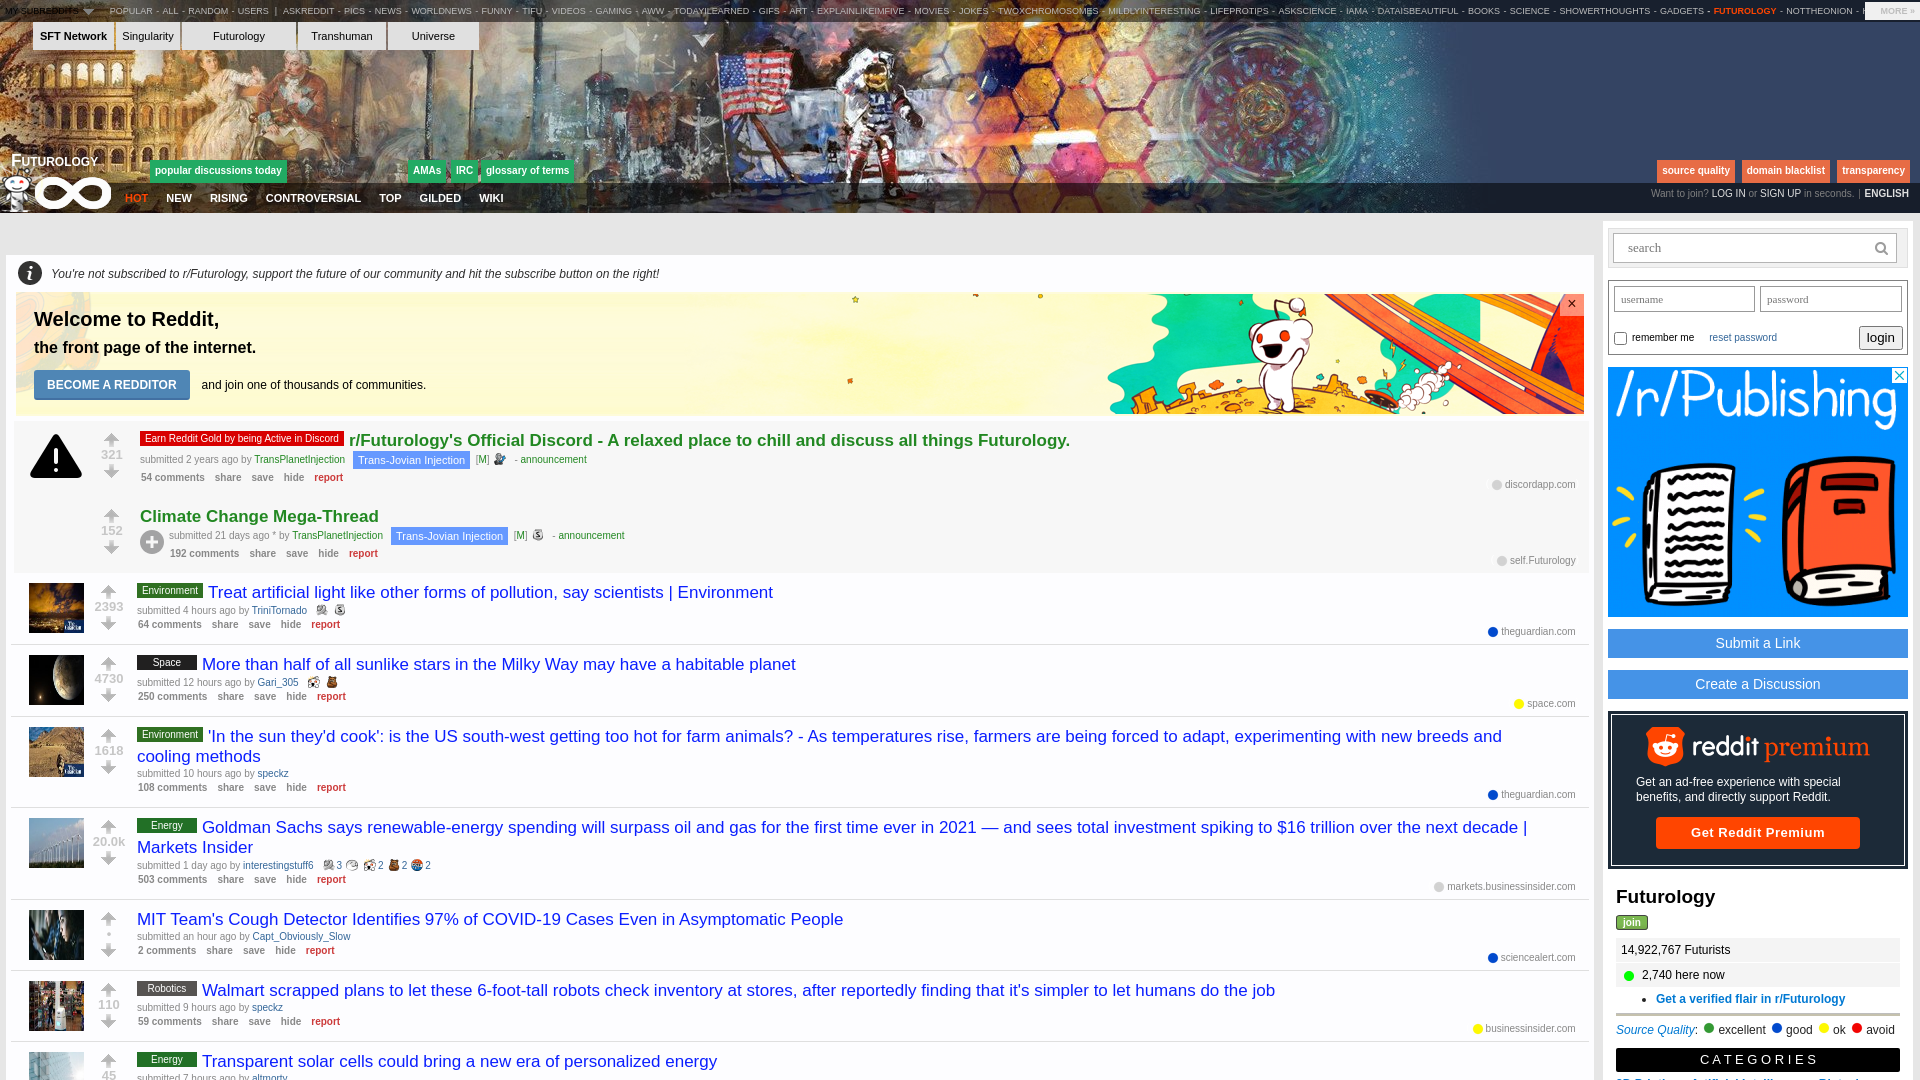 MY SUBREDDITS POPULAR - ALL - RANDOM - USERS | ASKREDDIT - PICS - NEWS - WORLDNEWS - FUNNY - TIFU - VIDEOS - GAMING - AWW - TODAYILEARNED - GIFS - ART - EXPLAINLIKEIMFIVE - MOVIES - JOKES - TWOXCHROMOSOMES - MILDLYINTERESTING - LIFEPROTIPS - ASKSCIENCE - IAMA - DATAISBEAUTIFUL - BOOKS - SCIENCE - SHOWERTHOUGHTS - GADGETS - FUTUROLOGY - NOTTHEONION - MORE »
SFT Network Singularity Futurology Transhuman Universe
FUTUROLOGY
popular discussions today AMAs IRC glossary of terms source quality domain blacklist transparency
HOT NEW RISING CONTROVERSIAL TOP GILDED WIKI
Want to join? LOG IN or SIGN UP in seconds. | ENGLISH
You're not subscribed to r/Futurology, support the future of our community and hit the subscribe button on the right!
Welcome to Reddit,
the front page of the internet.
BECOME A REDDITOR and join one of thousands of communities.
×
321
Earn Reddit Gold by being Active in Discord r/Futurology's Official Discord - A relaxed place to chill and discuss all things Futurology.
submitted 2 years ago by TransPlanetInjection Trans-Jovian Injection [M] - announcement
54 comments share save hide report
discordapp.com
152
Climate Change Mega-Thread
submitted 21 days ago * by TransPlanetInjection Trans-Jovian Injection [M] - announcement
192 comments share save hide report
self.Futurology
2393
Environment Treat artificial light like other forms of pollution, say scientists | Environment
submitted 4 hours ago by TriniTornado
64 comments share save hide report
theguardian.com
4730
Space More than half of all sunlike stars in the Milky Way may have a habitable planet
submitted 12 hours ago by Gari_305
250 comments share save hide report
space.com
1618
Environment 'In the sun they'd cook': is the US south-west getting too hot for farm animals? - As temperatures rise, farmers are being forced to adapt, experimenting with new breeds and
cooling methods
submitted 10 hours ago by speckz
108 comments share save hide report
theguardian.com
20.0k
Energy Goldman Sachs says renewable-energy spending will surpass oil and gas for the first time ever in 2021 — and sees total investment spiking to $16 trillion over the next decade |
Markets Insider
submitted 1 day ago by interestingstuff6 3 2 2 2
503 comments share save hide report
markets.businessinsider.com
•
MIT Team's Cough Detector Identifies 97% of COVID-19 Cases Even in Asymptomatic People
submitted an hour ago by Capt_Obviously_Slow
2 comments share save hide report
sciencealert.com
110
Robotics Walmart scrapped plans to let these 6-foot-tall robots check inventory at stores, after reportedly finding that it's simpler to let humans do the job
submitted 9 hours ago by speckz
59 comments share save hide report
businessinsider.com
45
Energy Transparent solar cells could bring a new era of personalized energy
submitted 7 hours ago by altmorty
search
username password
remember me reset password login
/r/Publishing
Submit a Link
Create a Discussion
reddit premium
Get an ad-free experience with special
benefits, and directly support Reddit.
Get Reddit Premium
Futurology
join
14,922,767 Futurists
2,740 here now
• Get a verified flair in r/Futurology
Source Quality: excellent good ok avoid
CATEGORIES